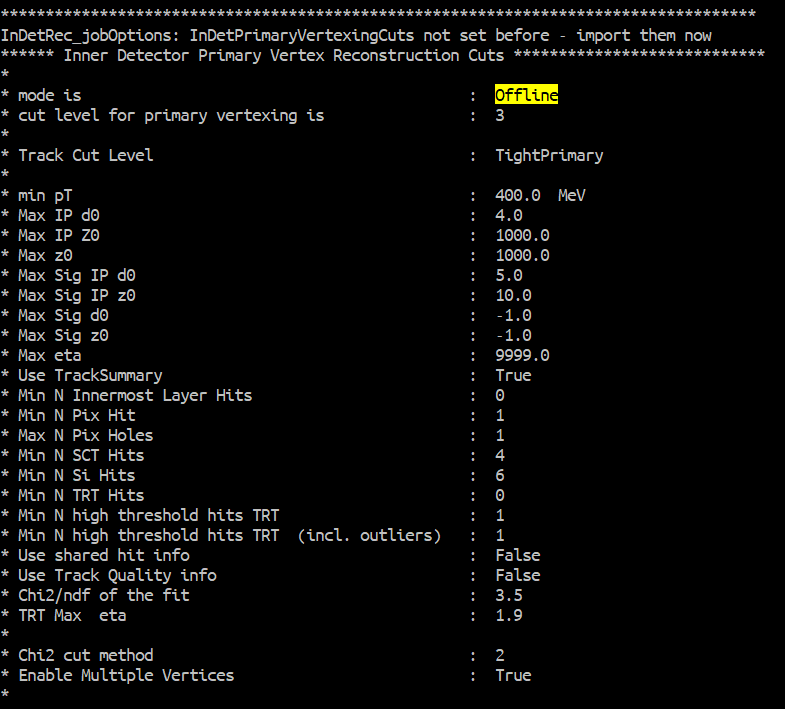 ************************************************************************************
InDetRec_jobOptions: InDetPrimaryVertexingCuts not set before - import them now
****** Inner Detector Primary Vertex Reconstruction Cuts ****************************
*
* mode is : Offline
* cut level for primary vertexing is : 3
*
* Track Cut Level : TightPrimary
*
* min pT : 400.0  MeV
* Max IP d0 : 4.0
* Max IP Z0 : 1000.0
* Max z0 : 1000.0
* Max Sig IP d0 : 5.0
* Max Sig IP z0 : 10.0
* Max Sig d0 : -1.0
* Max Sig z0 : -1.0
* Max eta : 9999.0
* Use TrackSummary : True
* Min N Innermost Layer Hits : 0
* Min N Pix Hit : 1
* Max N Pix Holes : 1
* Min N SCT Hits : 4
* Min N Si Hits : 6
* Min N TRT Hits : 0
* Min N high threshold hits TRT : 1
* Min N high threshold hits TRT  (incl. outliers) : 1
* Use shared hit info : False
* Use Track Quality info : False
* Chi2/ndf of the fit : 3.5
* TRT Max  eta : 1.9
*
* Chi2 cut method : 2
* Enable Multiple Vertices : True
*